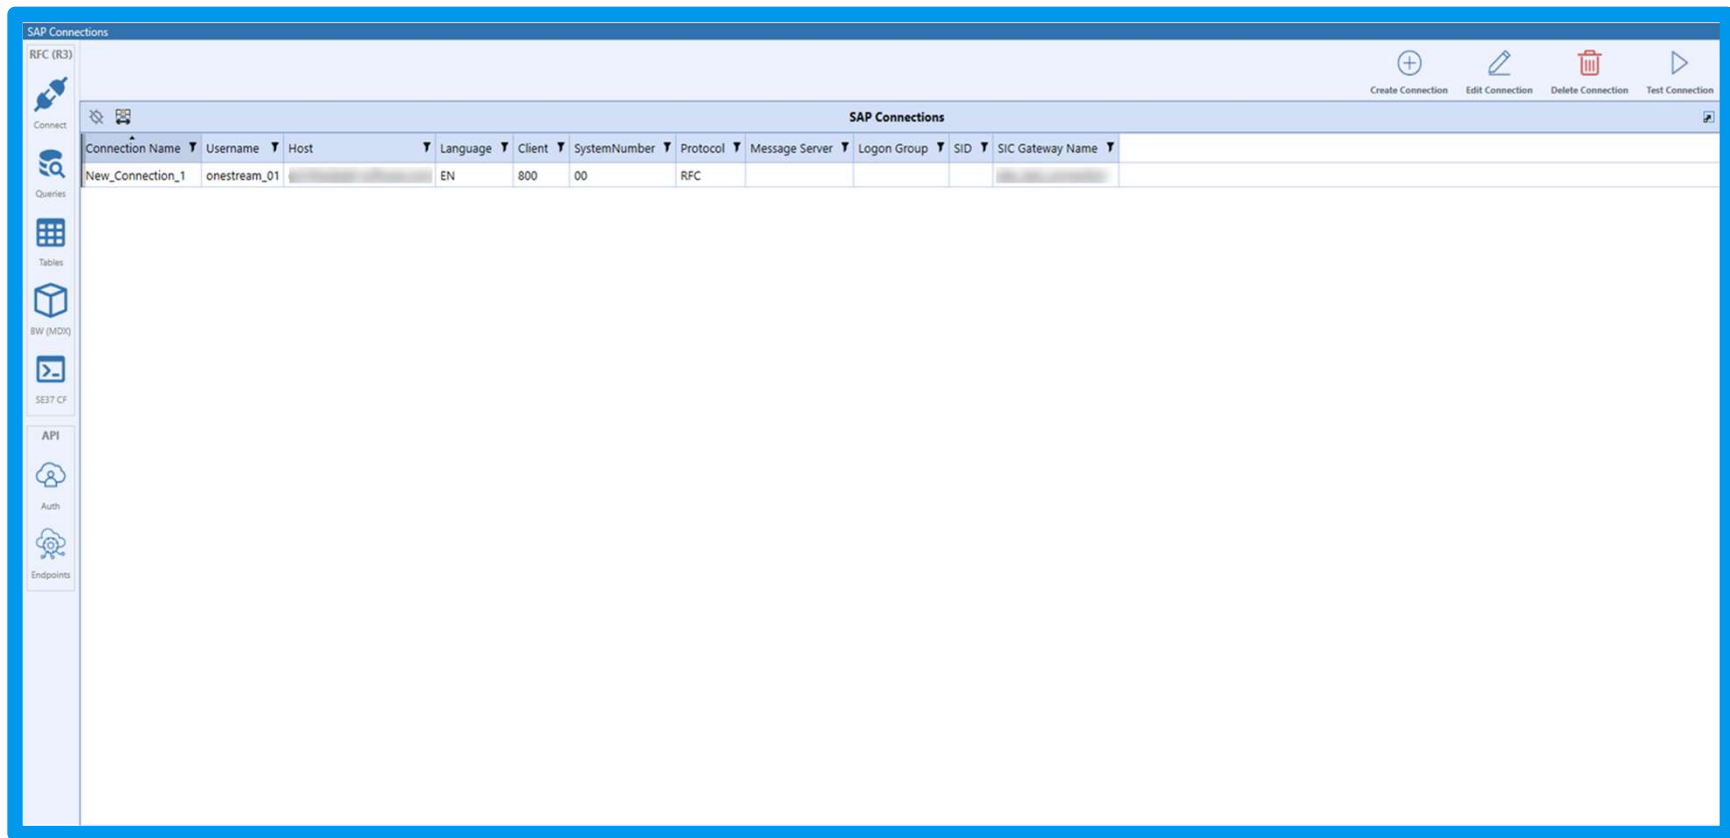 SAP Connections
RFC (R3)
Connect
Queries
Tables
BW (MDX)
SE37 CF
API
Auth
Endpoints
Create Connection Edit Connection Delete Connection Test Connection
SAP Connections
Connection Name Username Host Language Client SystemNumber Protocol Message Server Logon Group SID SIC Gateway Name
New_Connection_1 onestream_01 EN 800 00 RFC